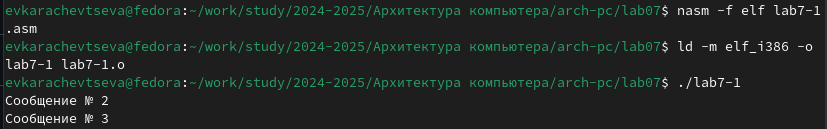 evkarachevtseva@fedora:~/work/study/2024-2025/Архитектура компьютера/arch-pc/lab07$ nasm -f elf lab7-1
.asm
evkarachevtseva@fedora:~/work/study/2024-2025/Архитектура компьютера/arch-pc/lab07$ ld -m elf_i386 -o
lab7-1 lab7-1.o
evkarachevtseva@fedora:~/work/study/2024-2025/Архитектура компьютера/arch-pc/lab07$ ./lab7-1
Сообщение № 2
Сообщение № 3